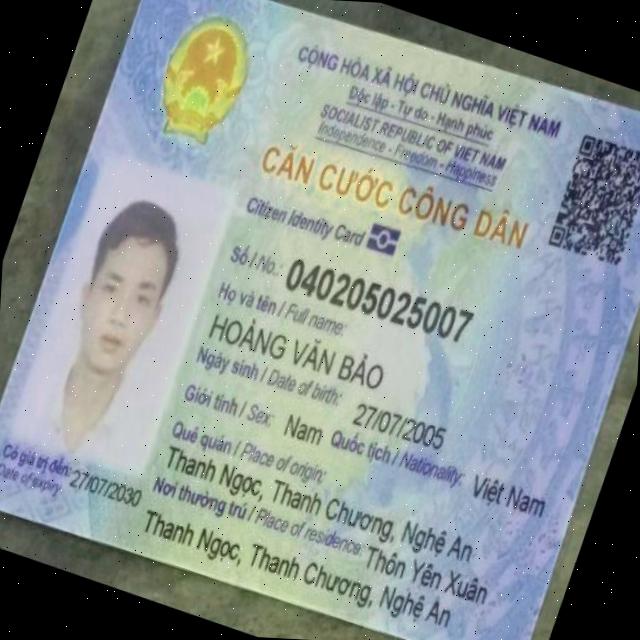 CỘNG HÒA XÃ HỘI CHỦ NGHĨA VIỆT NAM
Độc lập - Tự do - Hạnh phúc
SOCIALIST REPUBLIC OF VIET NAM
Independence - Freedom - Happiness
CĂN CƯỚC CÔNG DÂN
Citizen Identity Card
Số / No.: 040205025007
Họ và tên / Full name:
HOÀNG VĂN BẢO
Ngày sinh / Date of birth: 27/07/2005
Giới tính / Sex: Nam Quốc tịch / Nationality: Việt Nam
Quê quán / Place of origin:
Thanh Ngọc, Thanh Chương, Nghệ An
Nơi thường trú / Place of residence: Thôn Yên Xuân
Thanh Ngọc, Thanh Chương, Nghệ An
Có giá trị đến: 27/07/2030
Date of expiry